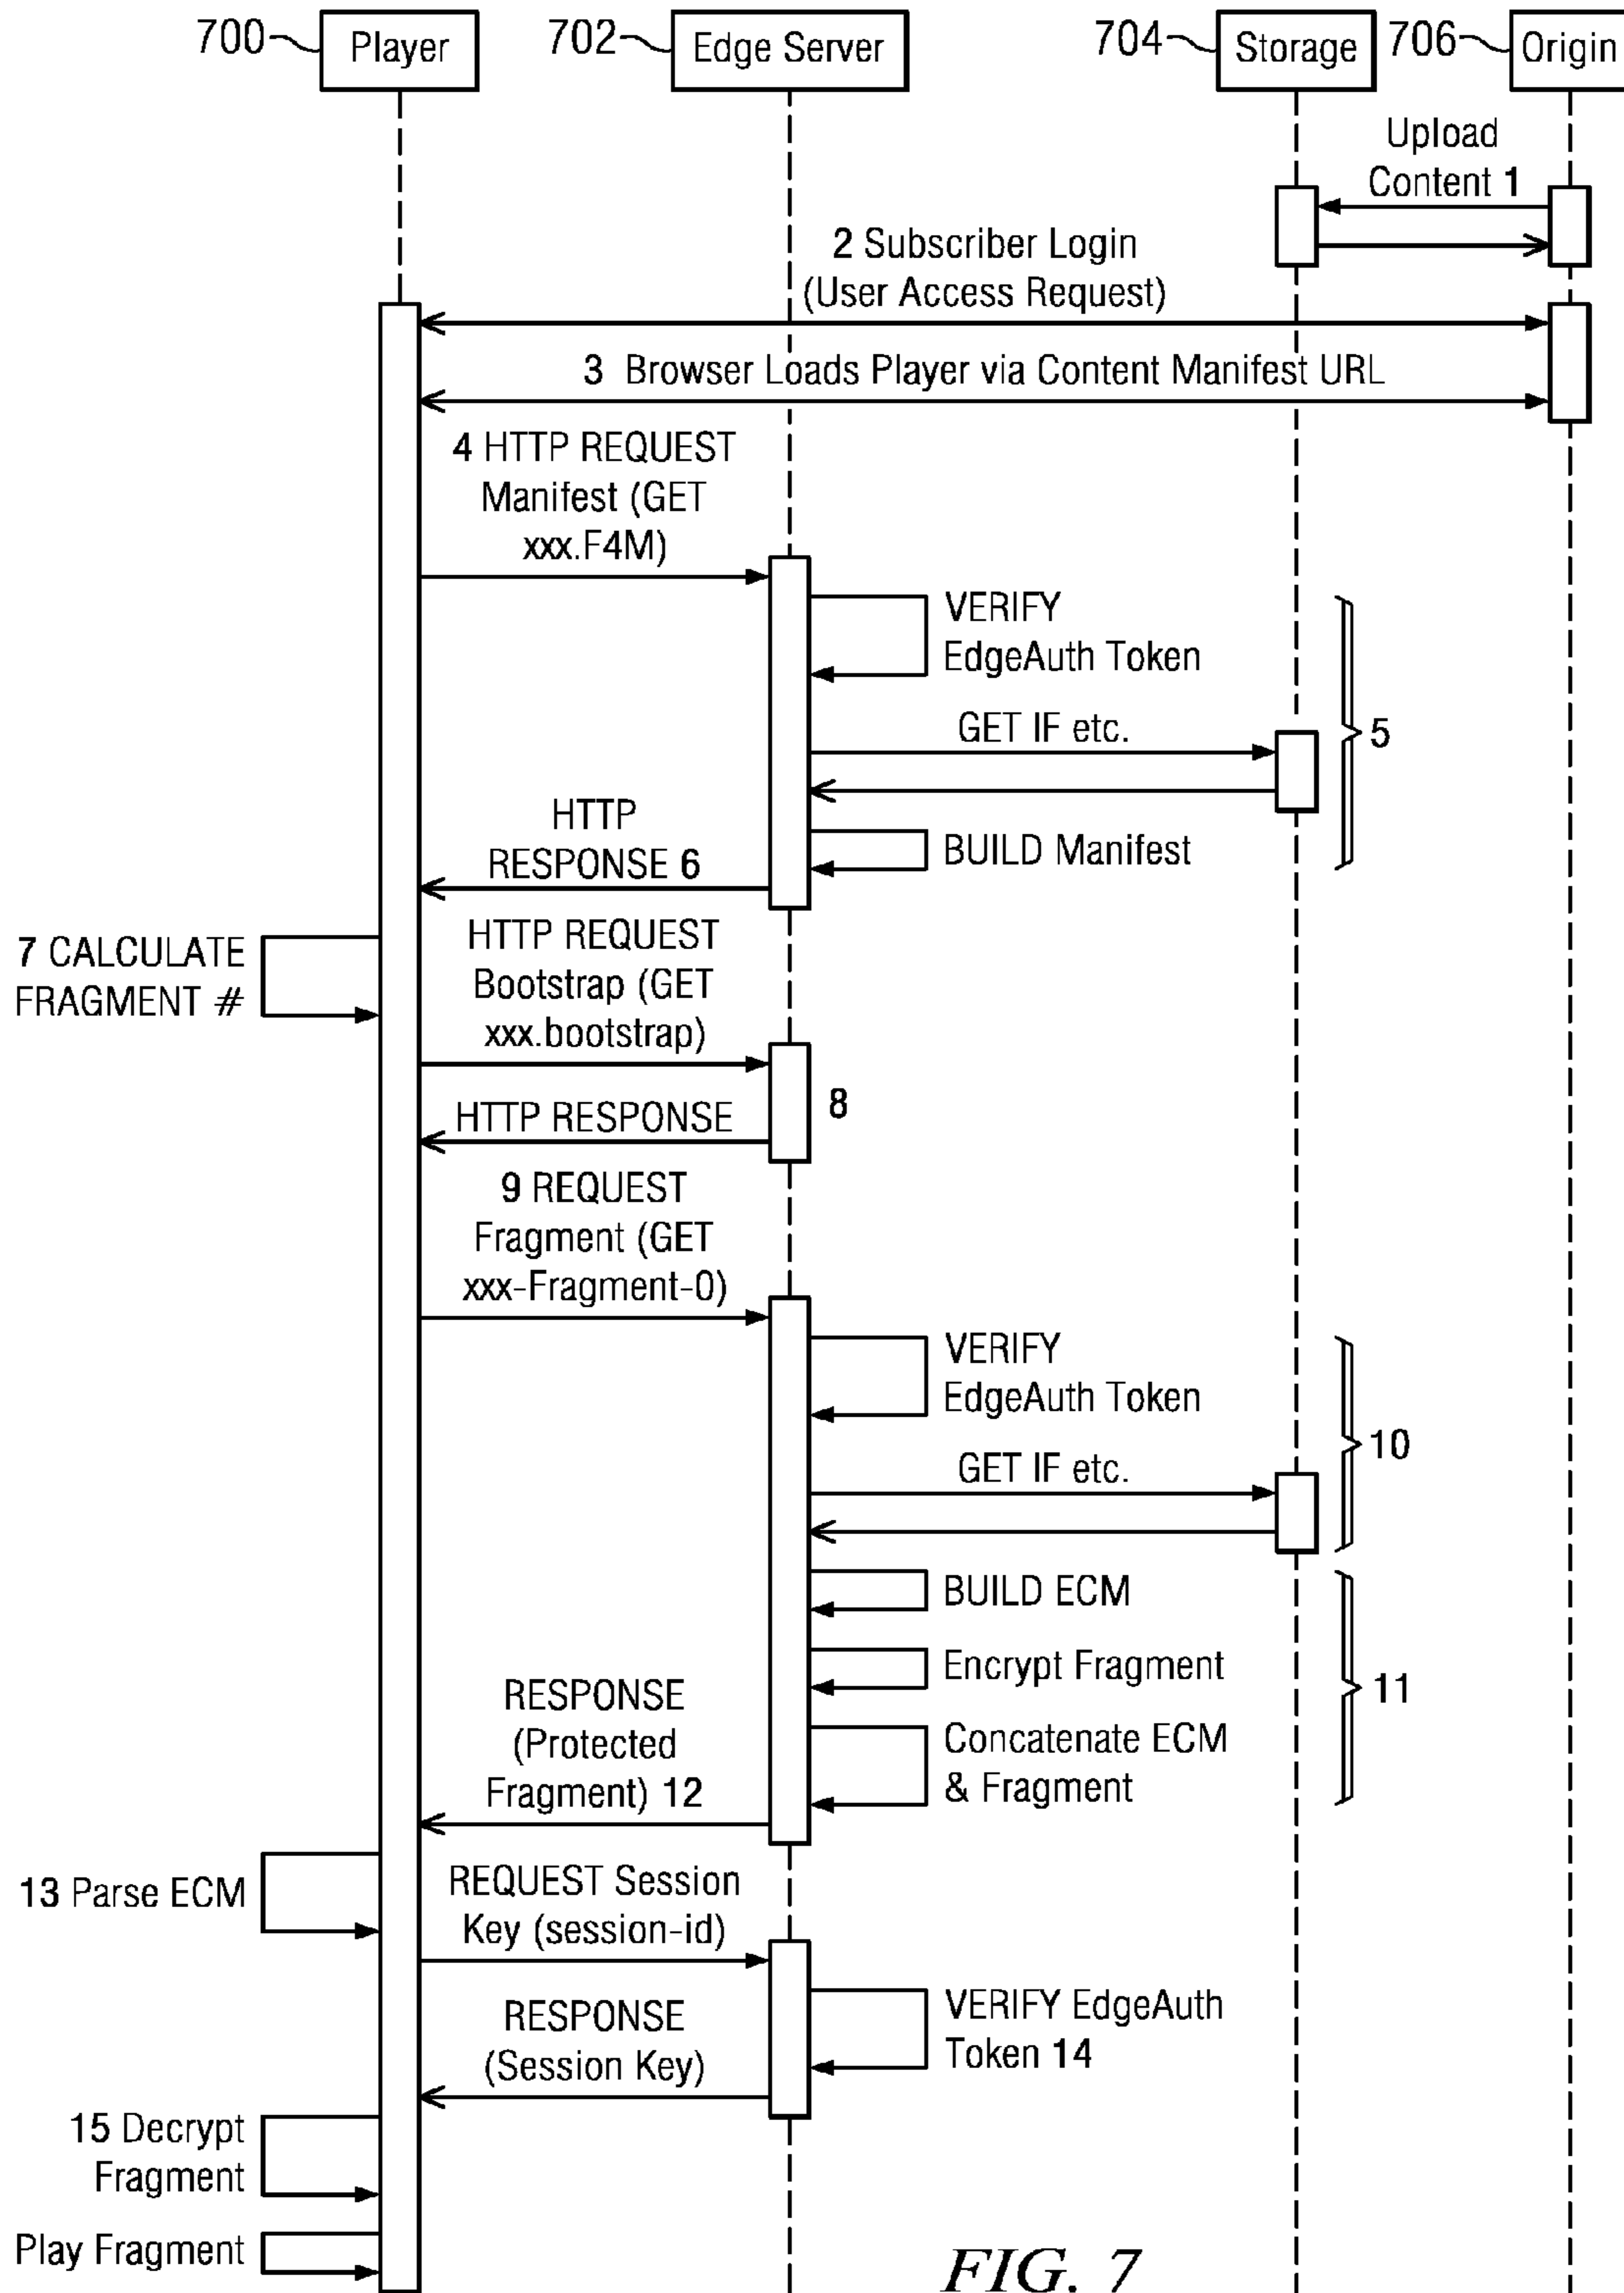 700
Player
702
Edge Server
704
Storage
706
Origin
Upload
Content 1
2 Subscriber Login
(User Access Request)
3 Browser Loads Player via Content Manifest URL
4 HTTP REQUEST
Manifest (GET
xxx.F4M)
VERIFY
EdgeAuth Token
GET IF etc.
5
BUILD Manifest
HTTP
RESPONSE 6
7 CALCULATE
FRAGMENT #
HTTP REQUEST
Bootstrap (GET
xxx.bootstrap)
8
HTTP RESPONSE
9 REQUEST
Fragment (GET
xxx-Fragment-0)
VERIFY
EdgeAuth Token
GET IF etc.
10
BUILD ECM
Encrypt Fragment
11
Concatenate ECM
& Fragment
RESPONSE
(Protected
Fragment) 12
13 Parse ECM
REQUEST Session
Key (session-id)
VERIFY EdgeAuth
Token 14
RESPONSE
(Session Key)
15 Decrypt
Fragment
Play Fragment
FIG. 7